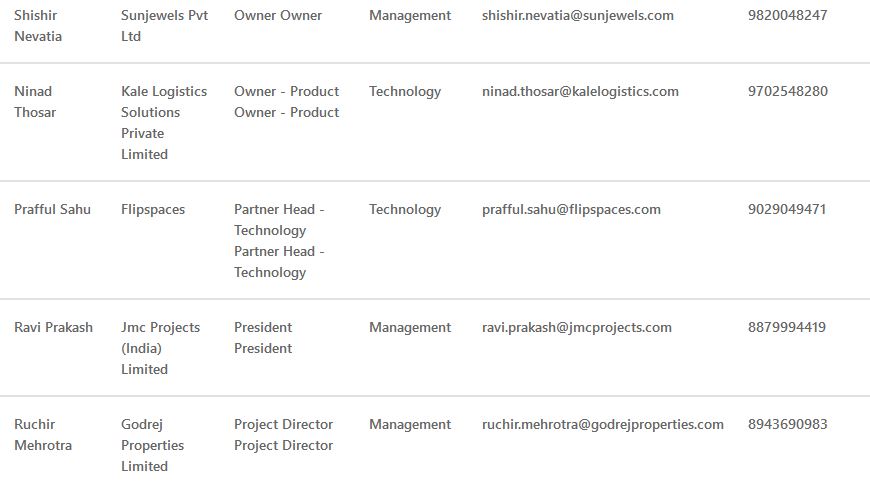 Shishir Sunjewels Pvt Owner Owner Management shishir.nevatia@sunjewels.com 9820048247
Nevatia Ltd
Ninad Kale Logistics Owner - Product Technology ninad.thosar@kalelogistics.com 9702548280
Thosar Solutions Owner - Product
Private
Limited
Prafful Sahu Flipspaces Partner Head - Technology prafful.sahu@flipspaces.com 9029049471
Technology
Partner Head -
Technology
Ravi Prakash Jmc Projects President Management ravi.prakash@jmcprojects.com 8879994419
(India) President
Limited
Ruchir Godrej Project Director Management ruchir.mehrotra@godrejproperties.com 8943690983
Mehrotra Properties Project Director
Limited